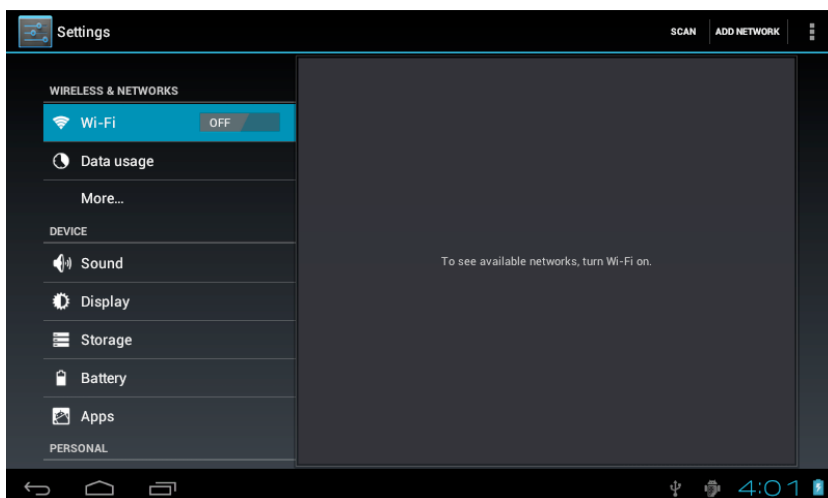 Settings
SCAN
ADD NETWORK
WIRELESS & NETWORKS
Wi-Fi
OFF
Data usage
More...
DEVICE
Sound
Display
Storage
Battery
Apps
PERSONAL
To see available networks, turn Wi-Fi on.
4:01